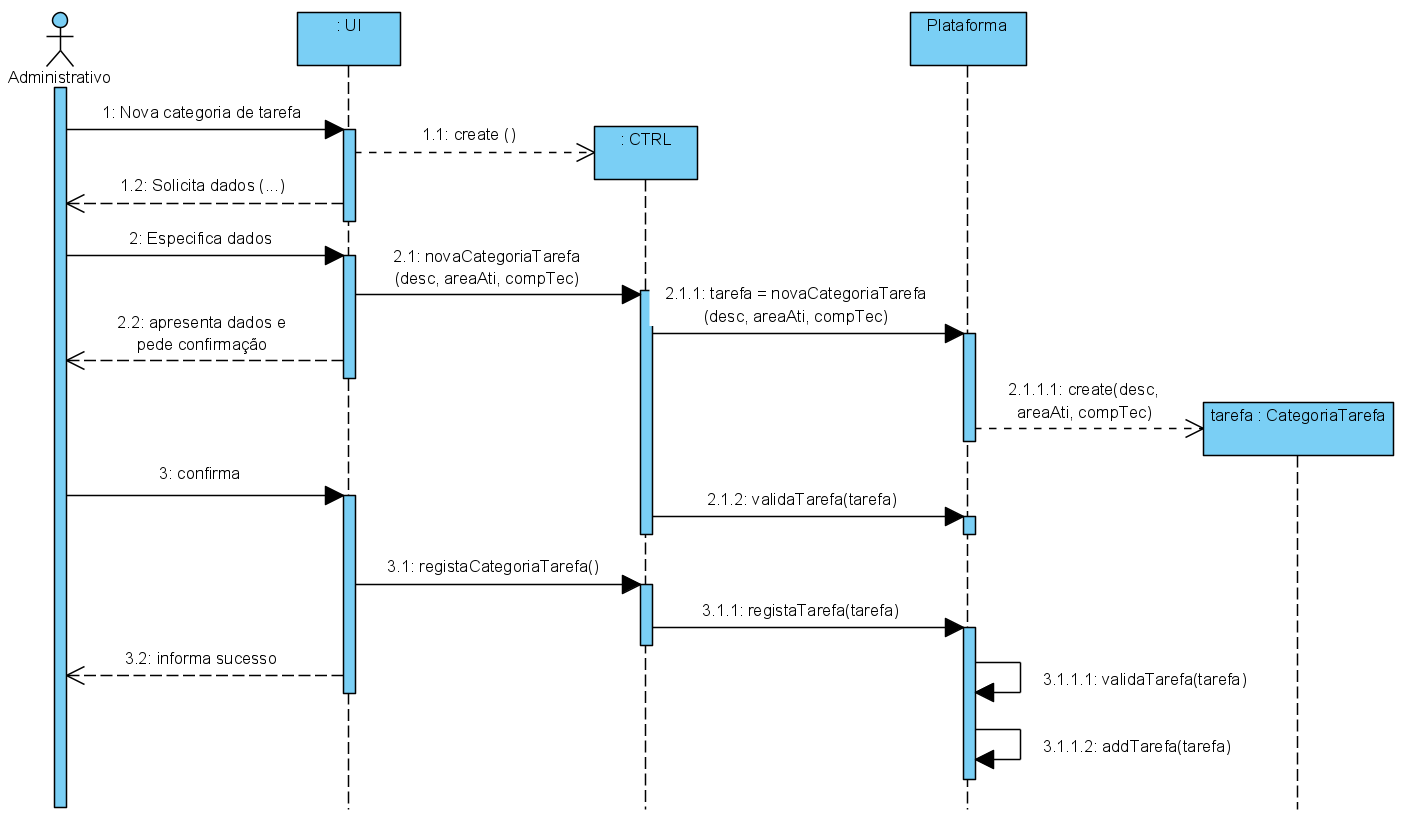 : UI
Plataforma
Administrativo
1: Nova categoria de tarefa
1.1: create ()
: CTRL
1.2: Solicita dados (...)
2: Especifica dados
2.1: novaCategoriaTarefa
(desc, areaAti, compTec)
2.1.1: tarefa = novaCategoriaTarefa
(desc, areaAti, compTec)
2.2: apresenta dados e
pede confirmação
2.1.1.1: create(desc,
areaAti, compTec)
tarefa : CategoriaTarefa
3: confirma
2.1.2: validaTarefa(tarefa)
3.1: registaCategoriaTarefa()
3.1.1: registaTarefa(tarefa)
3.2: informa sucesso
3.1.1.1: validaTarefa(tarefa)
3.1.1.2: addTarefa(tarefa)